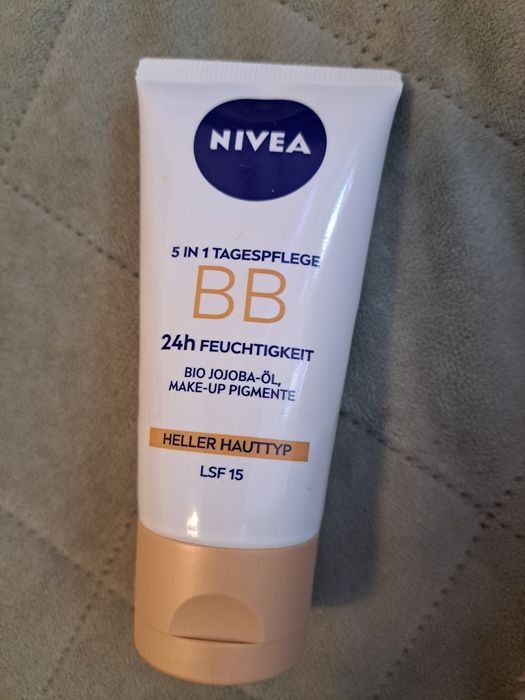 NIVEA
5 IN 1 TAGESPFLEGE
BB
24h FEUCHTIGKEIT
BIO JOJOBA-ÖL,
MAKE-UP PIGMENTE
HELLER HAUTTYP
LSF 15